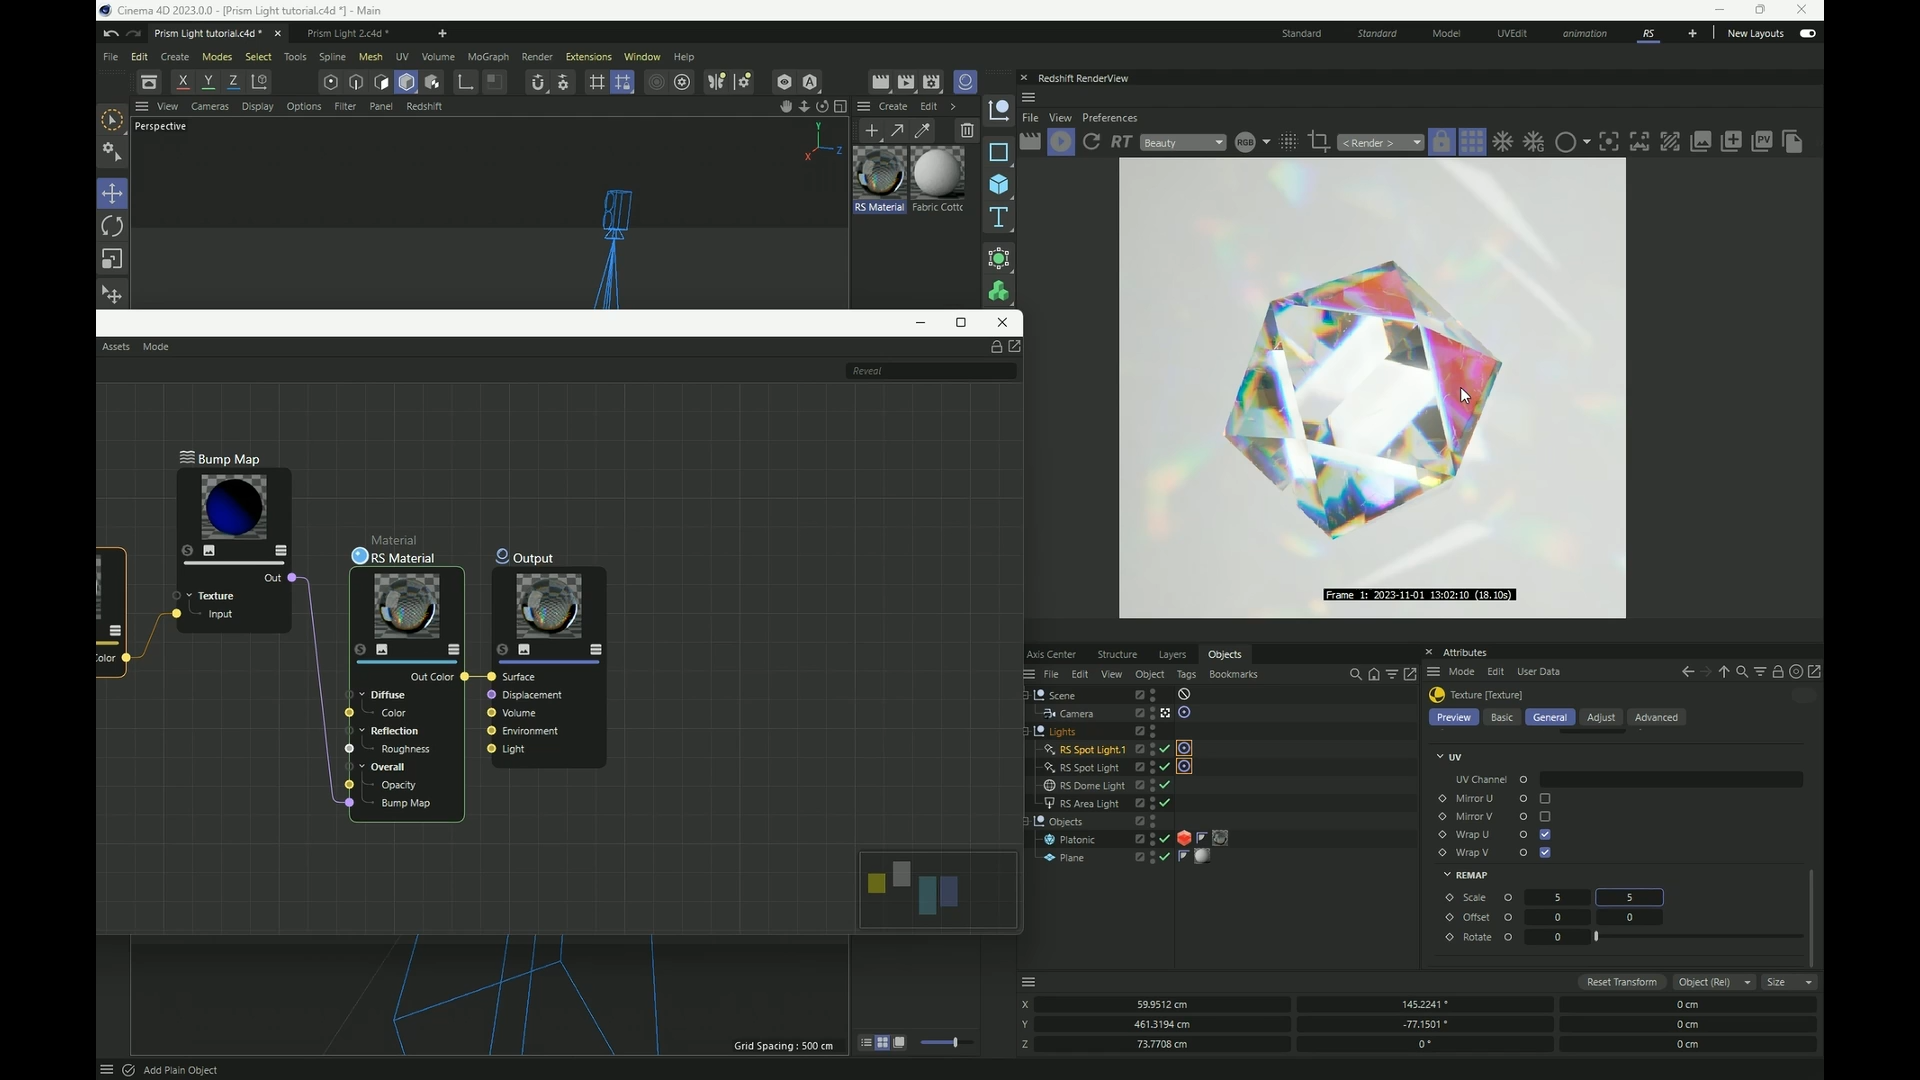 Cinema 4D 2023.0.0 - [Prism Light tutorial.c4d *] - Main
Prism Light tutorial.c4d *
Prism Light 2.c4d *
Standard Standard Model UVEdit animation RS New Layouts
File Edit Create Modes Select Tools Spline Mesh UV Volume MoGraph Render Extensions Window Help
X Y Z
Redshift RenderView
View Cameras Display Options Filter Panel Redshift
Create Edit
Perspective
Y
Z
X
RS Material
Fabric Cotto
File View Preferences
RT Beauty RGB < Render > PV
Frame 1: 2023-11-01 13:02:10 (18.10s)
Assets Mode
Reveal
Bump Map
Out
Texture
Input
Color
Material
RS Material
Out Color
Diffuse
Color
Reflection
Roughness
Overall
Opacity
Bump Map
Output
Surface
Displacement
Volume
Environment
Light
Grid Spacing : 500 cm
Axis Center Structure Layers Objects
File Edit View Object Tags Bookmarks
Scene
Camera
Lights
RS Spot Light.1
RS Spot Light
RS Dome Light
RS Area Light
Objects
Platonic
Plane
Attributes
Mode Edit User Data
Texture [Texture]
Preview Basic General Adjust Advanced
UV
UV Channel
Mirror U
Mirror V
Wrap U
Wrap V
REMAP
Scale 5 5
Offset 0 0
Rotate 0
Reset Transform Object (Rel) Size
X 59.9512 cm 145.2241 ° 0 cm
Y 461.3194 cm -77.1501 ° 0 cm
Z 73.7708 cm 0 ° 0 cm
Add Plain Object